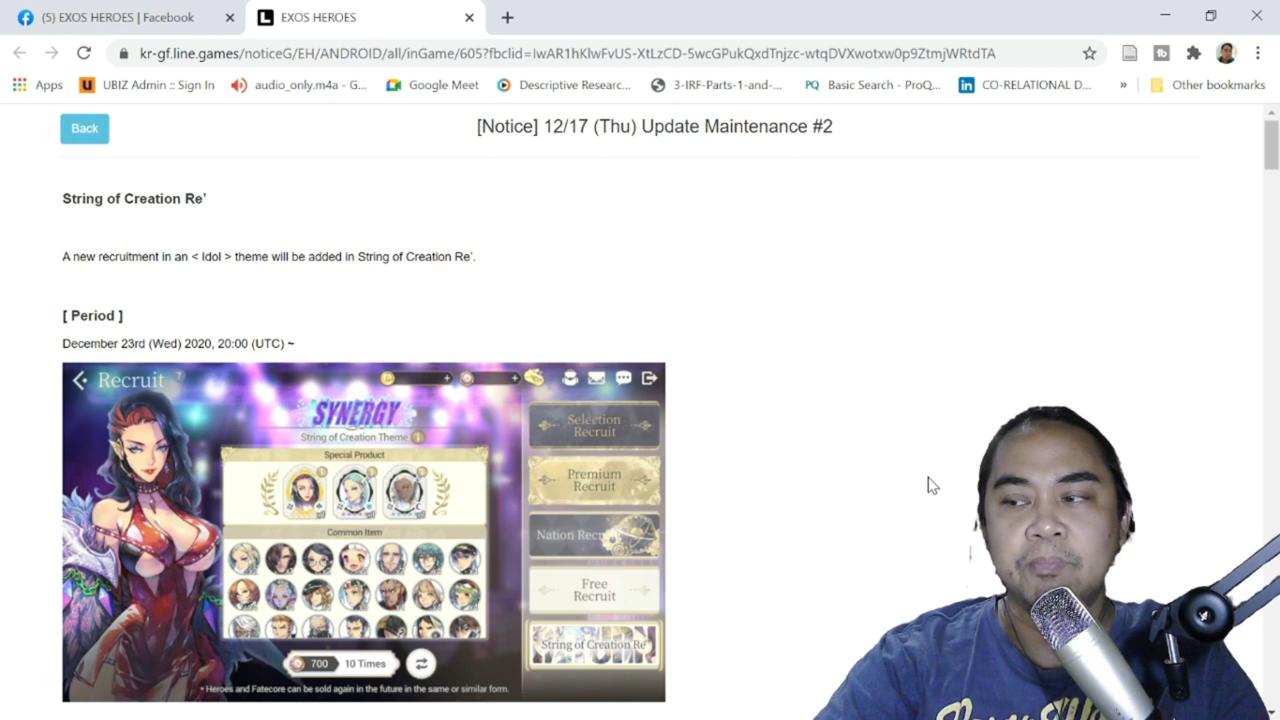 (5) EXOS HEROES | Facebook
EXOS HEROES
kr-gf.line.games/noticeG/EH/ANDROID/all/inGame/605?fbclid=IwAR1hKlwFvUS-XtLzCD-5wcGPukQxdTnjzc-wtqDVXwotxw0p9ZtmjWRtdTA
Apps
UBIZ Admin :: Sign In
audio_only.m4a - G...
Google Meet
Descriptive Researc...
3-IRF-Parts-1-and-...
PQ Basic Search - ProQ...
CO-RELATIONAL D...
»
Other bookmarks
Back
[Notice] 12/17 (Thu) Update Maintenance #2
String of Creation Re'
A new recruitment in an < Idol > theme will be added in String of Creation Re'.
[ Period ]
December 23rd (Wed) 2020, 20:00 (UTC) ~
Recruit ?
SYNERGY
String of Creation Theme
Special Product
Common Item
700 10 Times
* Heroes and Fatecore can be sold again in the future in the same or similar form.
Selection
Recruit
Premium
Recruit
Nation Recr
Free
Recruit
String of Creation Re'